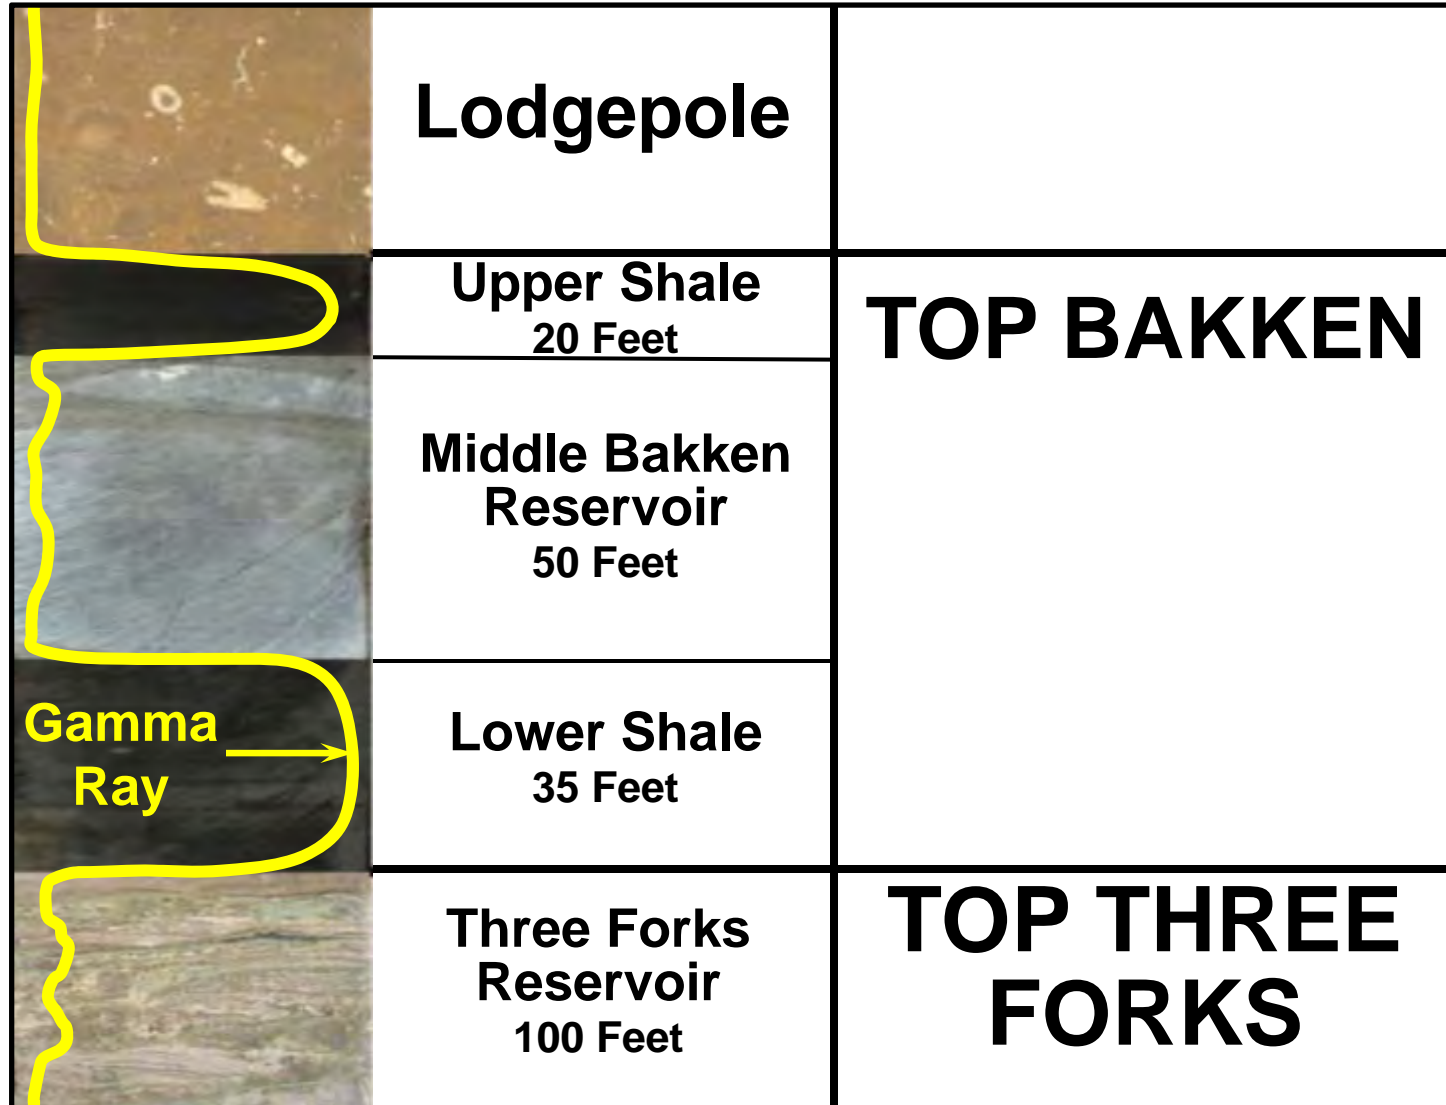 Lodgepole
Upper Shale
20 Feet
TOP BAKKEN
Middle Bakken
Reservoir
50 Feet
Gamma
Ray
Lower Shale
35 Feet
Three Forks
Reservoir
100 Feet
TOP THREE
FORKS